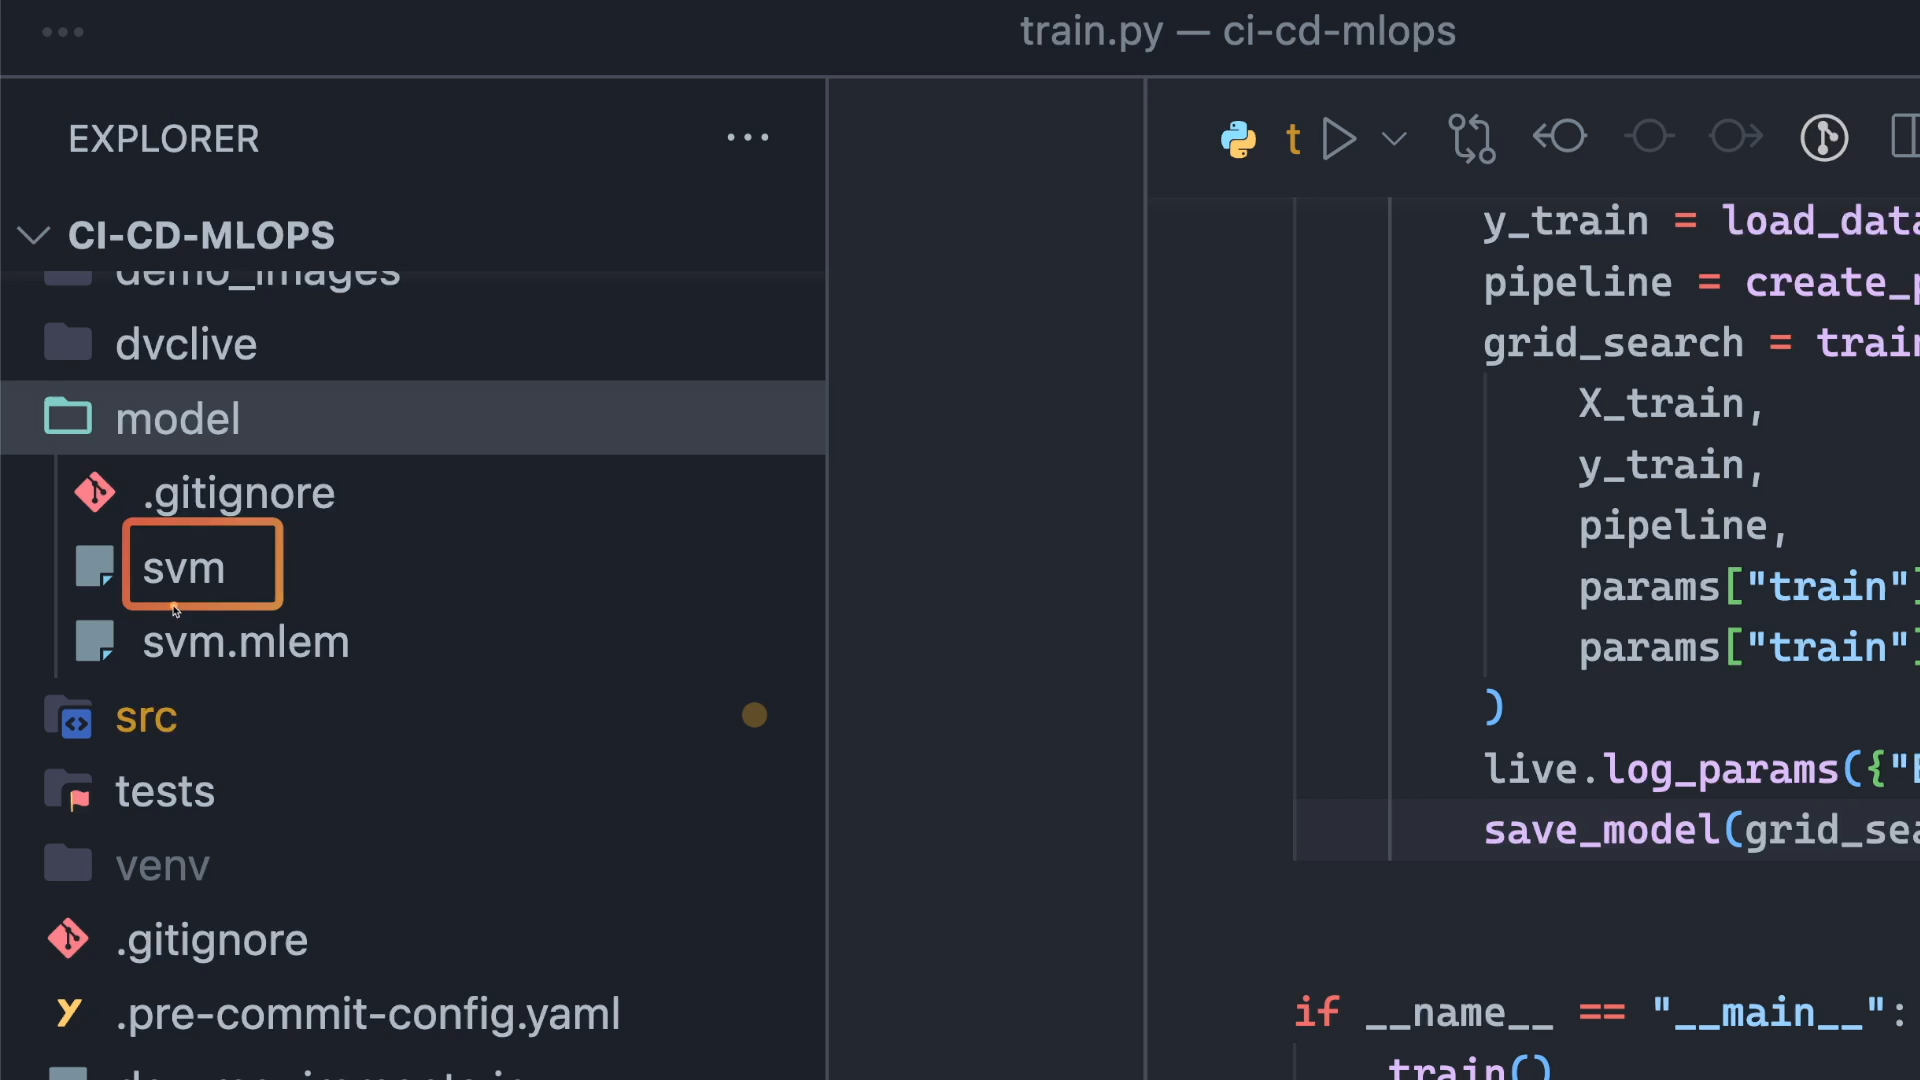 train.py — ci-cd-mlops
EXPLORER
CI-CD-MLOPS
demo_images
dvclive
model
.gitignore
svm
svm.mlem
src
tests
venv
.gitignore
.pre-commit-config.yaml
t
y_train = load_data
pipeline = create_p
grid_search = train
X_train,
y_train,
pipeline,
params["train"]
params["train"]
)
live.log_params({"
save_model(grid_sea
if __name__ == "__main__":
train()